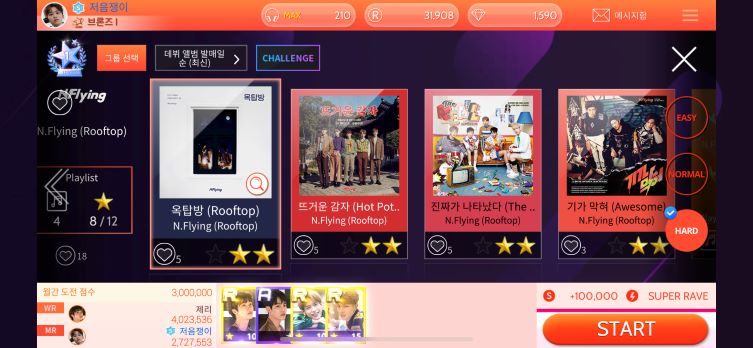 저음쟁이
MAX 210
R 31,908
1,590
메시지함
브론즈 I
1
그룹 선택
데뷔 앨범 발매일
순 (최신)
CHALLENGE
N.Flying
N.Flying (Rooftop)
Playlist
4
8 / 12
18
옥탑방
N.Flying
옥탑방 (Rooftop)
N.Flying (Rooftop)
5
뜨거운 감자
뜨거운 감자 (Hot Pot..
N.Flying (Rooftop)
5
진짜가 나타났다 (The ..
N.Flying (Rooftop)
5
기가 막혀
기가 막혀 (Awesome)
N.Flying (Rooftop)
3
EASY
NORMAL
HARD
월간 도전 점수 3,000,000
WR
제리
4,023,536
MR
저음쟁이
2,727,553
R
10
A
R
10
R
15
S +100,000
SUPER RAVE
START